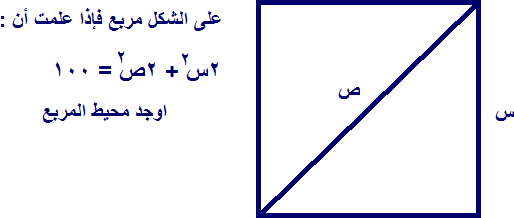 على الشكل مربع فإذا علمت أن :
٢س٢ + ٢ص٢ = ١٠٠
اوجد محيط المربع
ص
س